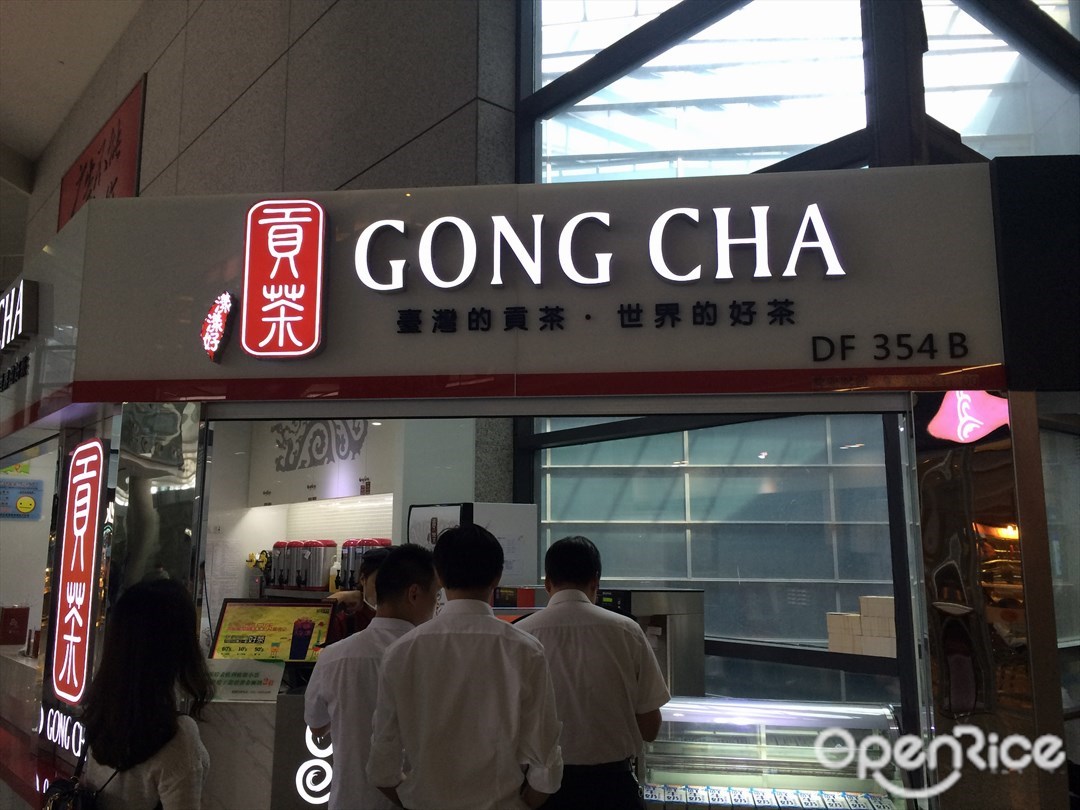 貢茶
GONG CHA
臺灣的貢茶・世界的好茶
DF 354 B
CHA
貢茶
GONG CH
OpenRice